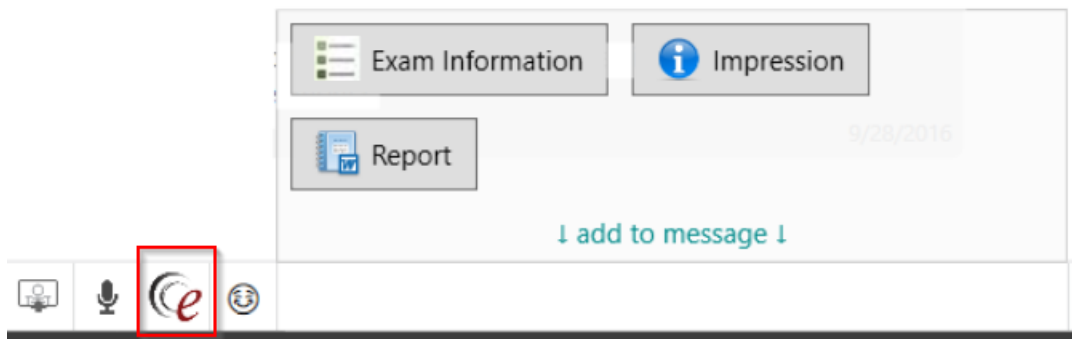 Exam Information Impression
9/28/2016
Report
↓ add to message ↓
e